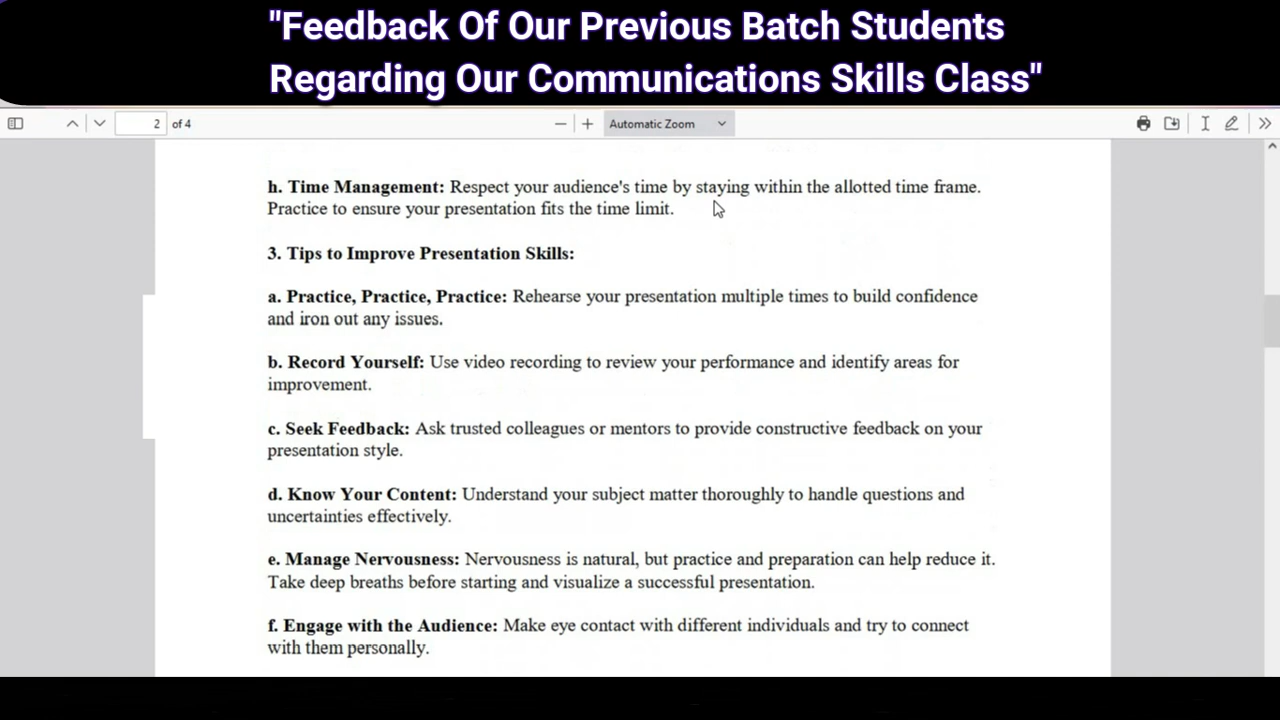 "Feedback Of Our Previous Batch Students
Regarding Our Communications Skills Class"
2 of 4
Automatic Zoom
h. Time Management: Respect your audience's time by staying within the allotted time frame.
Practice to ensure your presentation fits the time limit.
3. Tips to Improve Presentation Skills:
a. Practice, Practice, Practice: Rehearse your presentation multiple times to build confidence
and iron out any issues.
b. Record Yourself: Use video recording to review your performance and identify areas for
improvement.
c. Seek Feedback: Ask trusted colleagues or mentors to provide constructive feedback on your
presentation style.
d. Know Your Content: Understand your subject matter thoroughly to handle questions and
uncertainties effectively.
e. Manage Nervousness: Nervousness is natural, but practice and preparation can help reduce it.
Take deep breaths before starting and visualize a successful presentation.
f. Engage with the Audience: Make eye contact with different individuals and try to connect
with them personally.